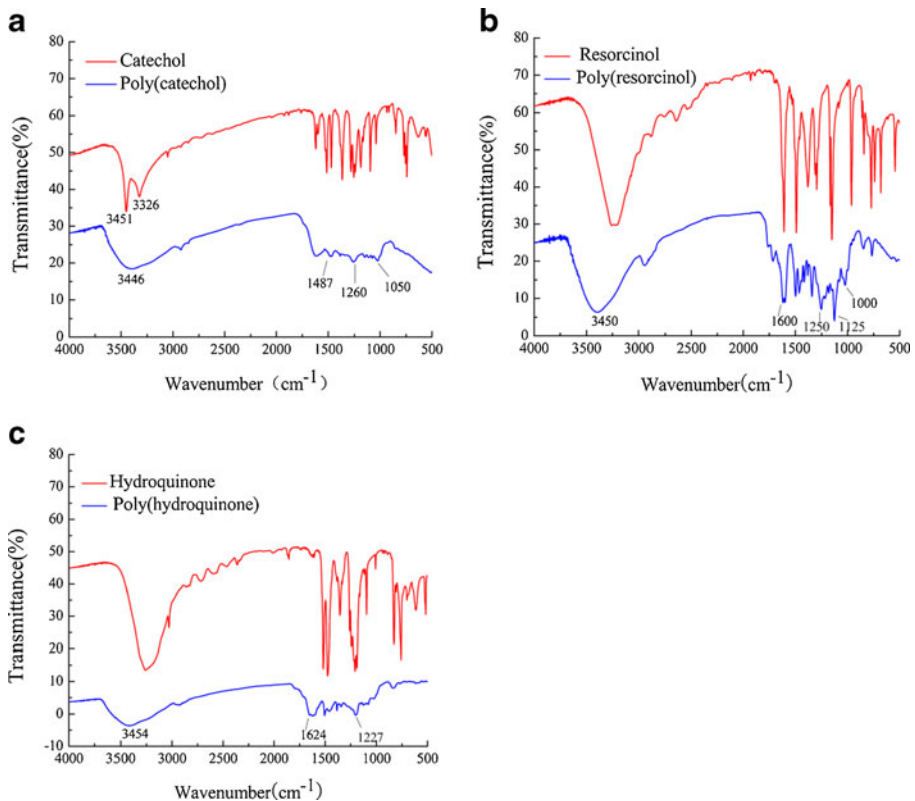 a
Catechol
Poly(catechol)
Transmittance(%)
80
70
60
50
40
30
20
10
0
3451
3326
3446
1487
1260
1050
4000 3500 3000 2500 2000 1500 1000 500
Wavenumber (cm-1)
b
Resorcinol
Poly(resorcinol)
Transmittance(%)
80
70
60
50
40
30
20
10
0
3450
1600
1250
1125
1000
4000 3500 3000 2500 2000 1500 1000 500
Wavenumber(cm-1)
c
Hydroquinone
Poly(hydroquinone)
Transmittance(%)
80
70
60
50
40
30
20
10
0
-10
3454
1624
1227
4000 3500 3000 2500 2000 1500 1000 500
Wavenumber(cm-1)